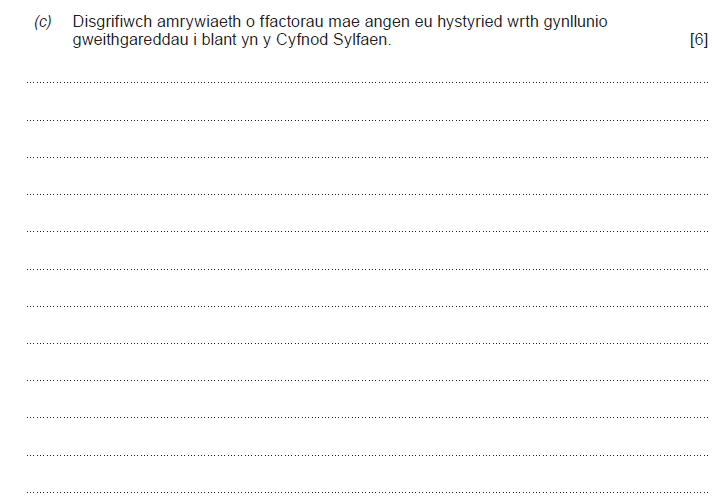 (c) Disgrifiwch amrywiaeth o ffactorau mae angen eu hystyried wrth gynllunio
gweithgareddau i blant yn y Cyfnod Sylfaen. [6]